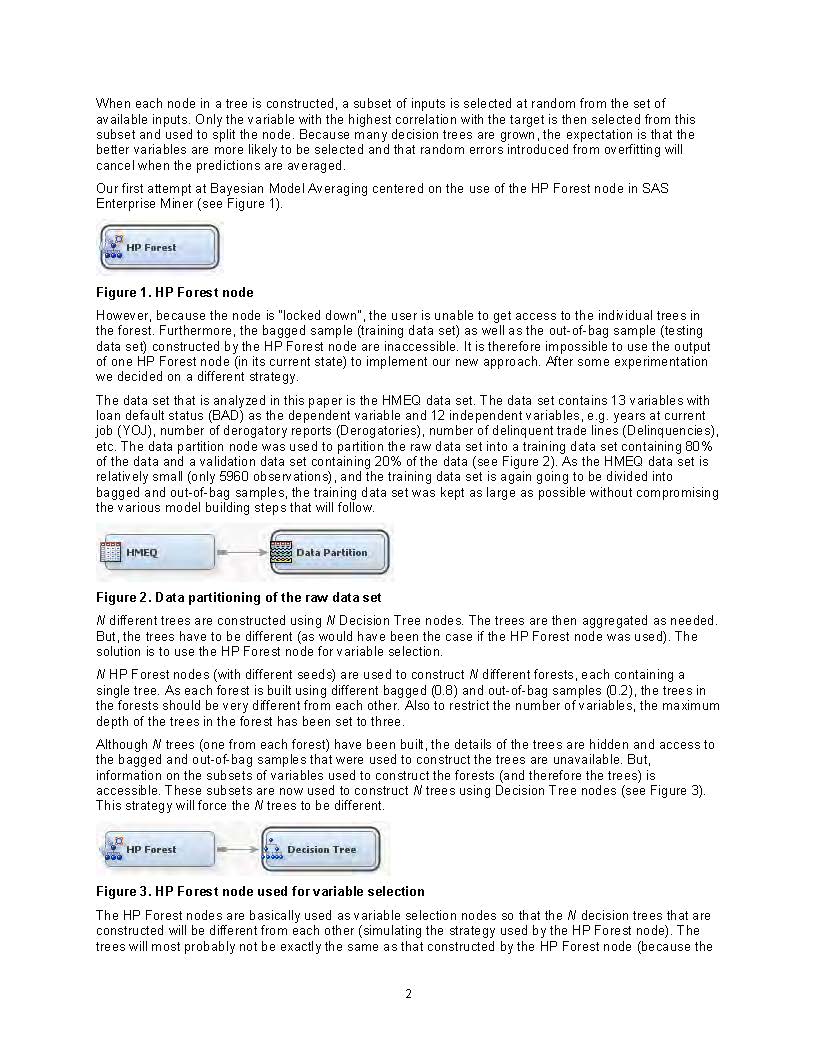 When each node in a tree is constructed, a subset of inputs is selected at random from the set of
available inputs. Only the variable with the highest correlation with the target is then selected from this
subset and used to split the node. Because many decision trees are grown, the expectation is that the
better variables are more likely to be selected and that random errors introduced from overfitting will
cancel when the predictions are averaged.
Our first attempt at Bayesian Model Averaging centered on the use of the HP Forest node in SAS
Enterprise Miner (see Figure 1).
HP Forest
Figure 1. HP Forest node
However, because the node is "locked down", the user is unable to get access to the individual trees in
the forest. Furthermore, the bagged sample (training data set) as well as the out-of-bag sample (testing
data set) constructed by the HP Forest node are inaccessible. It is therefore impossible to use the output
of one HP Forest node (in its current state) to implement our new approach. After some experimentation
we decided on a different strategy.
The data set that is analyzed in this paper is the HMEQ data set. The data set contains 13 variables with
loan default status (BAD) as the dependent variable and 12 independent variables, e.g. years at current
job (YOJ), number of derogatory reports (Derogatories), number of delinquent trade lines (Delinquencies),
etc. The data partition node was used to partition the raw data set into a training data set containing 80%
of the data and a validation data set containing 20% of the data (see Figure 2). As the HMEQ data set is
relatively small (only 5960 observations), and the training data set is again going to be divided into
bagged and out-of-bag samples, the training data set was kept as large as possible without compromising
the various model building steps that will follow.
HMEQ Data Partition
Figure 2. Data partitioning of the raw data set
N different trees are constructed using N Decision Tree nodes. The trees are then aggregated as needed.
But, the trees have to be different (as would have been the case if the HP Forest node was used). The
solution is to use the HP Forest node for variable selection.
N HP Forest nodes (with different seeds) are used to construct N different forests, each containing a
single tree. As each forest is built using different bagged (0.8) and out-of-bag samples (0.2), the trees in
the forests should be very different from each other. Also to restrict the number of variables, the maximum
depth of the trees in the forest has been set to three.
Although N trees (one from each forest) have been built, the details of the trees are hidden and access to
the bagged and out-of-bag samples that were used to construct the trees are unavailable. But,
information on the subsets of variables used to construct the forests (and therefore the trees) is
accessible. These subsets are now used to construct N trees using Decision Tree nodes (see Figure 3).
This strategy will force the N trees to be different.
HP Forest Decision Tree
Figure 3. HP Forest node used for variable selection
The HP Forest nodes are basically used as variable selection nodes so that the N decision trees that are
constructed will be different from each other (simulating the strategy used by the HP Forest node). The
trees will most probably not be exactly the same as that constructed by the HP Forest node (because the
2